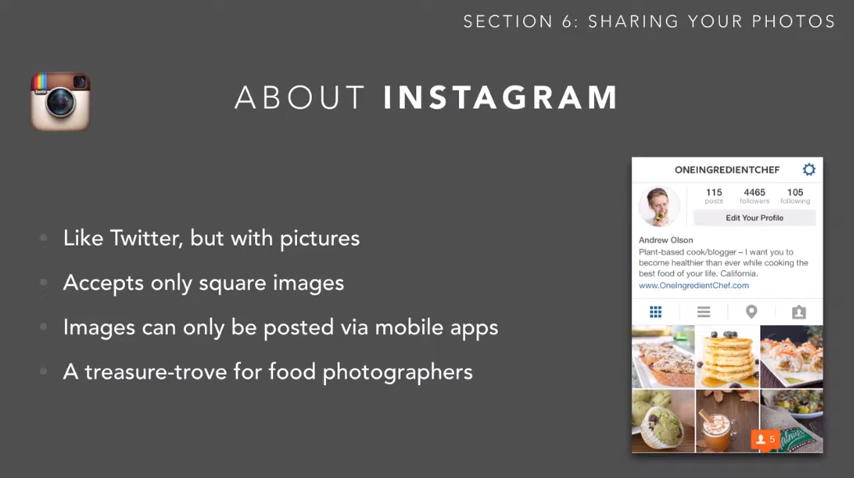 SECTION 6: SHARING YOUR PHOTOS
ABOUT INSTAGRAM
Like Twitter, but with pictures
Accepts only square images
Images can only be posted via mobile apps
A treasure-trove for food photographers
ONEINGREDIENTCHEF
115 4465 105
posts followers following
Edit Your Profile
Andrew Olson
Plant-based cook/blogger – I want you to
become healthier than ever while cooking the
best food of your life. California.
www.OneIngredientChef.com
5